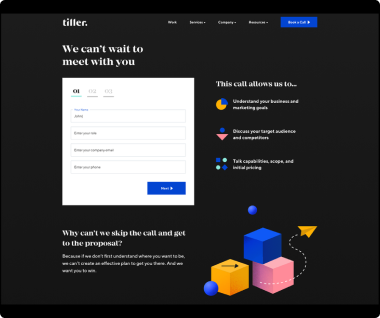 tiller.
Work Services Company Resources Book a Call
We can't wait to
meet with you
01 02 03
Your Name
Enter your title
Enter your company email
Enter your phone
Next
This call allows us to...
Understand your business and
marketing goals
Discuss your target audience
and competitors
Talk capabilities, scope, and
initial pricing
Why can't we skip the call and get
to the proposal?
Because if we don't first understand where you want to be,
we can't create an effective plan to get you there. And we
want you to win.